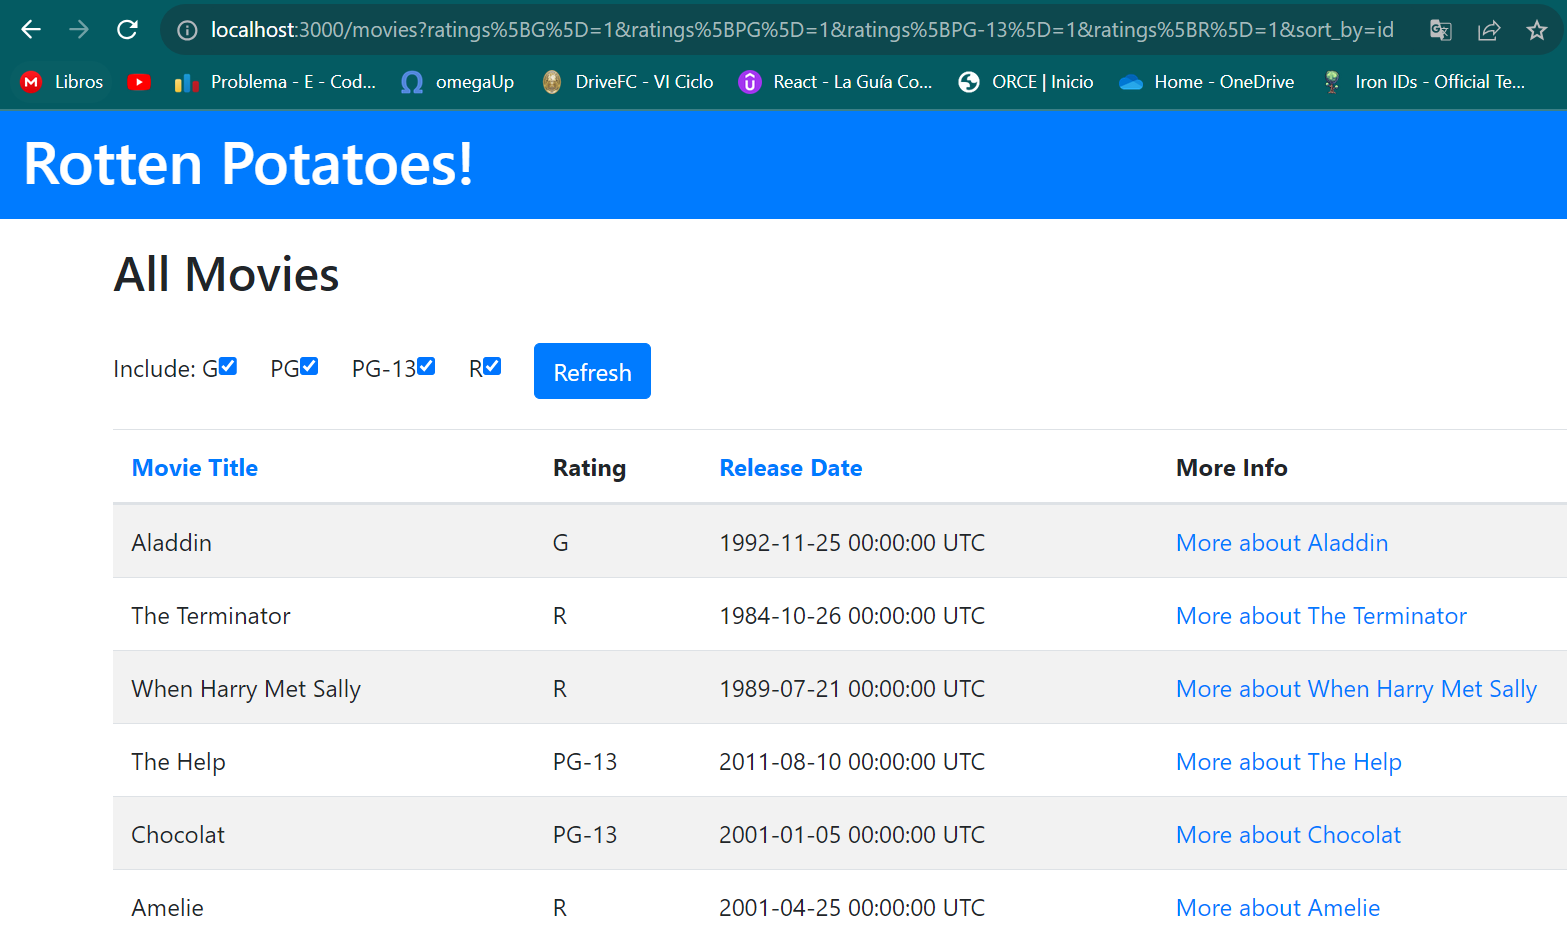 localhost:3000/movies?ratings%5BG%5D=1&ratings%5BPG%5D=1&ratings%5BPG-13%5D=1&ratings%5BR%5D=1&sort_by=id
Libros Problema - E - Cod... omegaUp DriveFC - VI Ciclo React - La Guía Co... ORCE | Inicio Home - OneDrive Iron IDs - Official Te...
Rotten Potatoes!
All Movies
Include: G PG PG-13 R Refresh
Movie Title Rating Release Date More Info
Aladdin G 1992-11-25 00:00:00 UTC More about Aladdin
The Terminator R 1984-10-26 00:00:00 UTC More about The Terminator
When Harry Met Sally R 1989-07-21 00:00:00 UTC More about When Harry Met Sally
The Help PG-13 2011-08-10 00:00:00 UTC More about The Help
Chocolat PG-13 2001-01-05 00:00:00 UTC More about Chocolat
Amelie R 2001-04-25 00:00:00 UTC More about Amelie